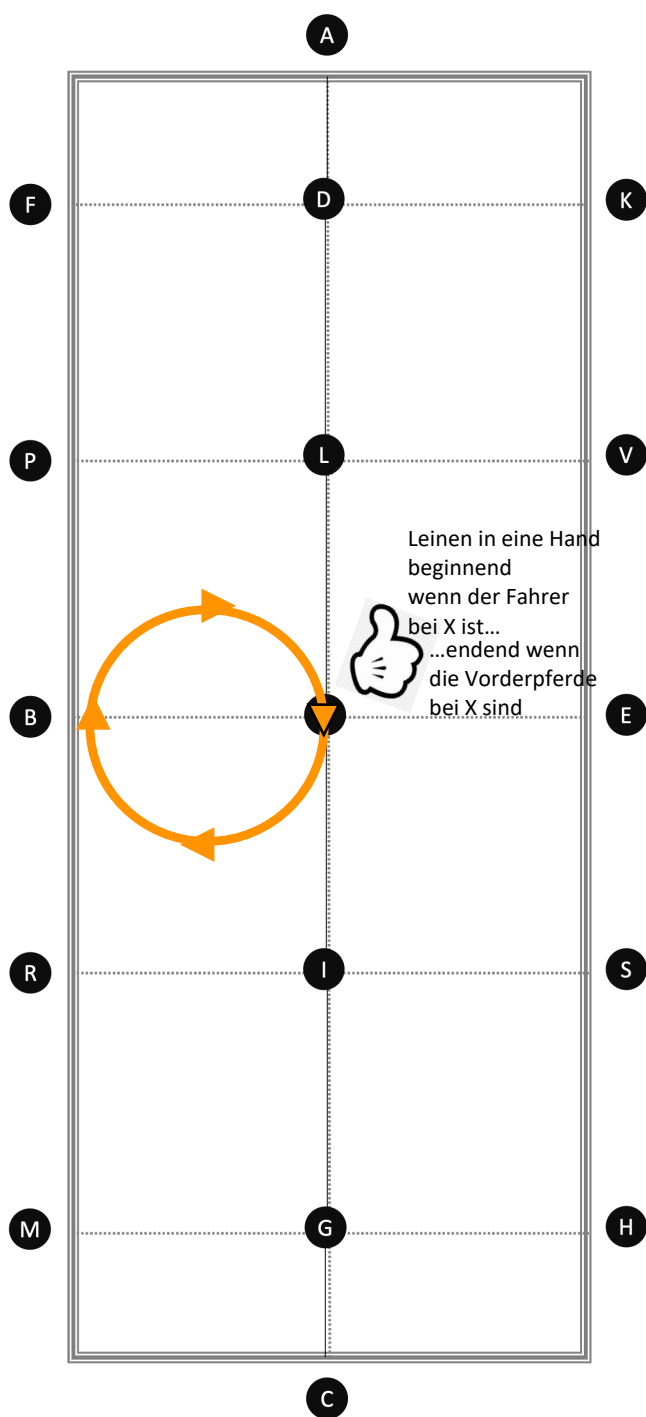 A
F
D
K
P
L
V
Leinen in eine Hand
beginnend
wenn der Fahrer
bei X ist...
...endend wenn
die Vorderpferde
bei X sind
B
E
R
I
S
M
G
H
C